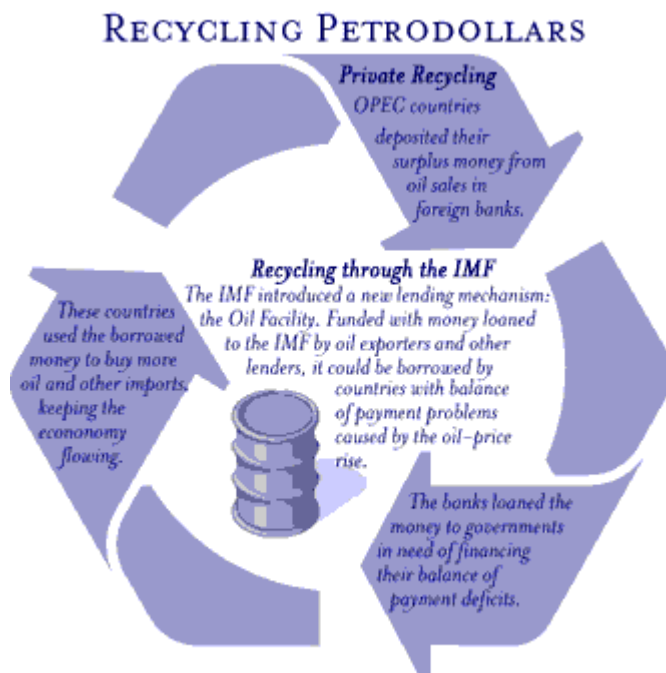 RECYCLING PETRODOLLARS
Private Recycling
OPEC countries
deposited their
surplus money from
oil sales in
foreign banks.
Recycling through the IMF
The IMF introduced a new lending mechanism:
the Oil Facility. Funded with money loaned
to the IMF by oil exporters and other
lenders, it could be borrowed by
countries with balance
of payment problems
caused by the oil-price
rise.
The banks loaned the
money to governments
in need of financing
their balance of
payment deficits.
These countries
used the borrowed
money to buy more
oil and other imports,
keeping the
econonomy
flowing.